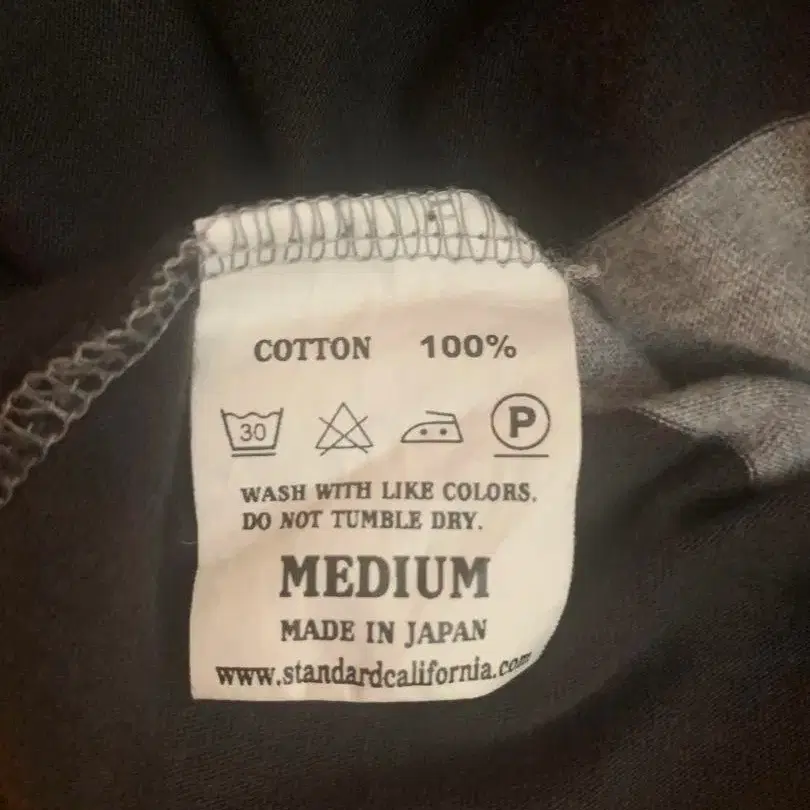 COTTON 100%
30 P
WASH WITH LIKE COLORS.
DO NOT TUMBLE DRY.
MEDIUM
MADE IN JAPAN
www.standardcalifornia.com